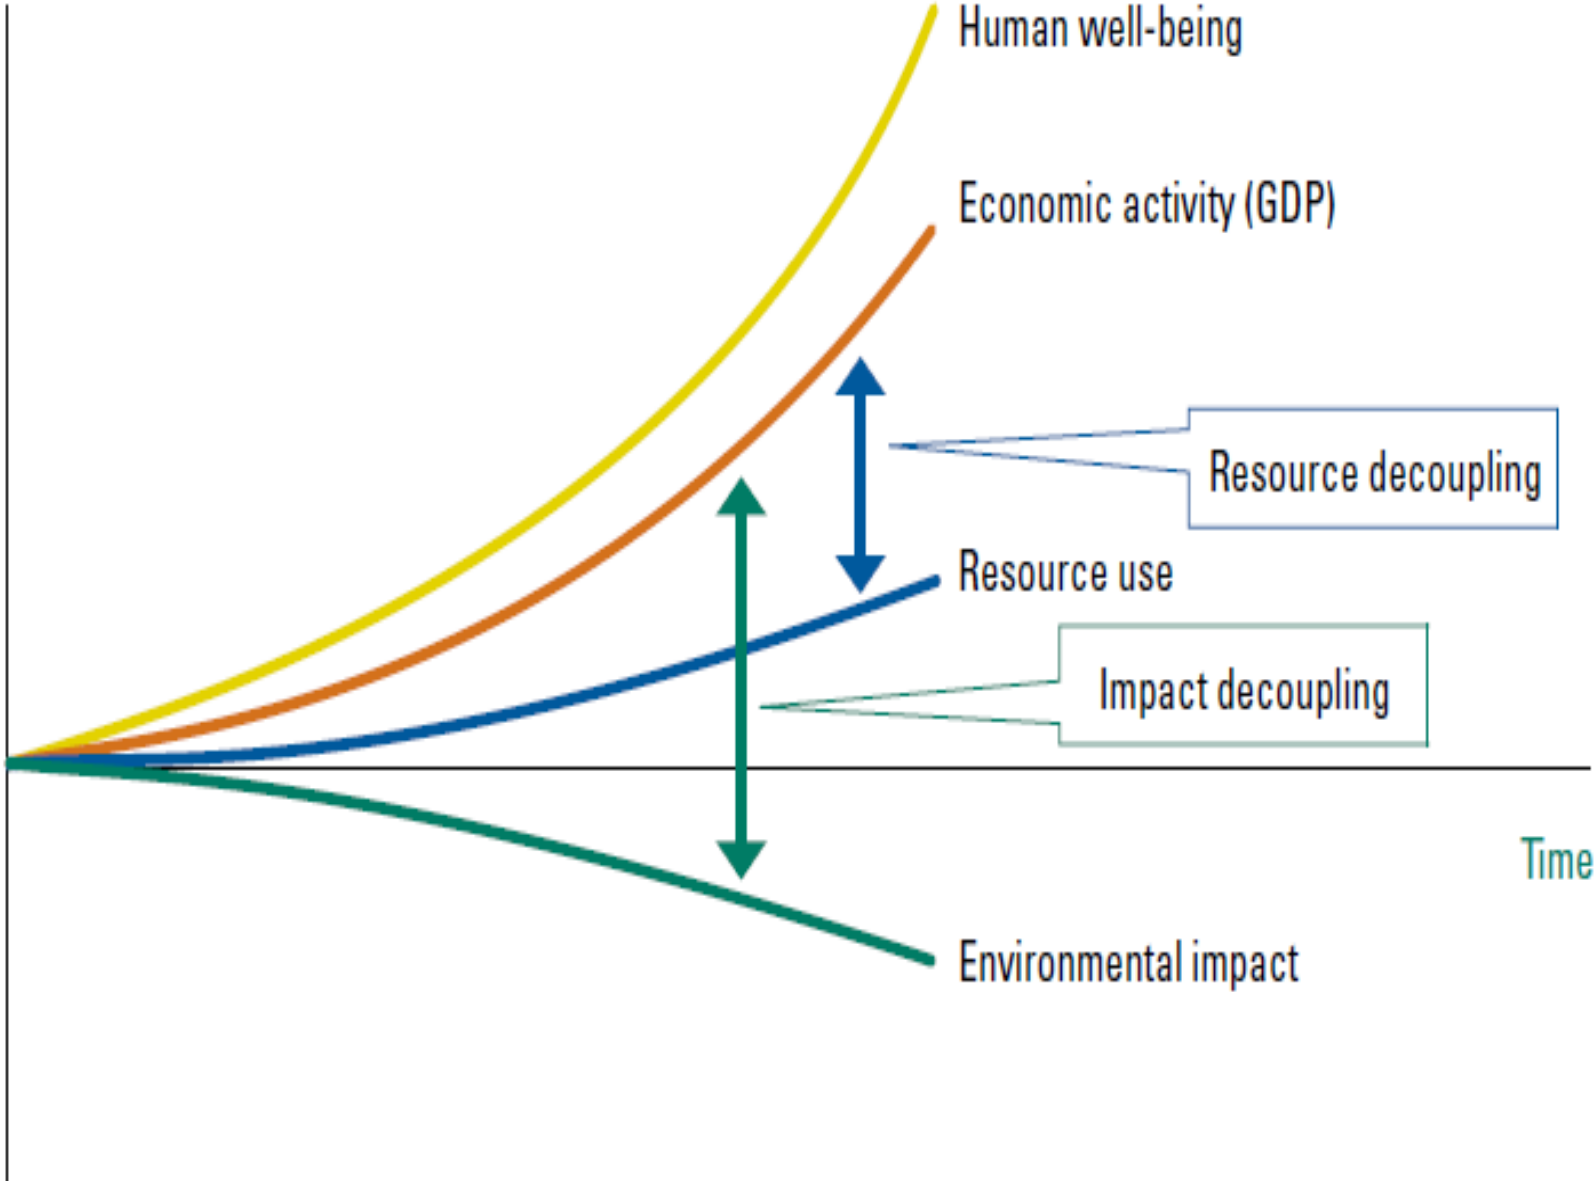 Human well-being
Economic activity (GDP)
Resource decoupling
Resource use
Impact decoupling
Time
Environmental impact